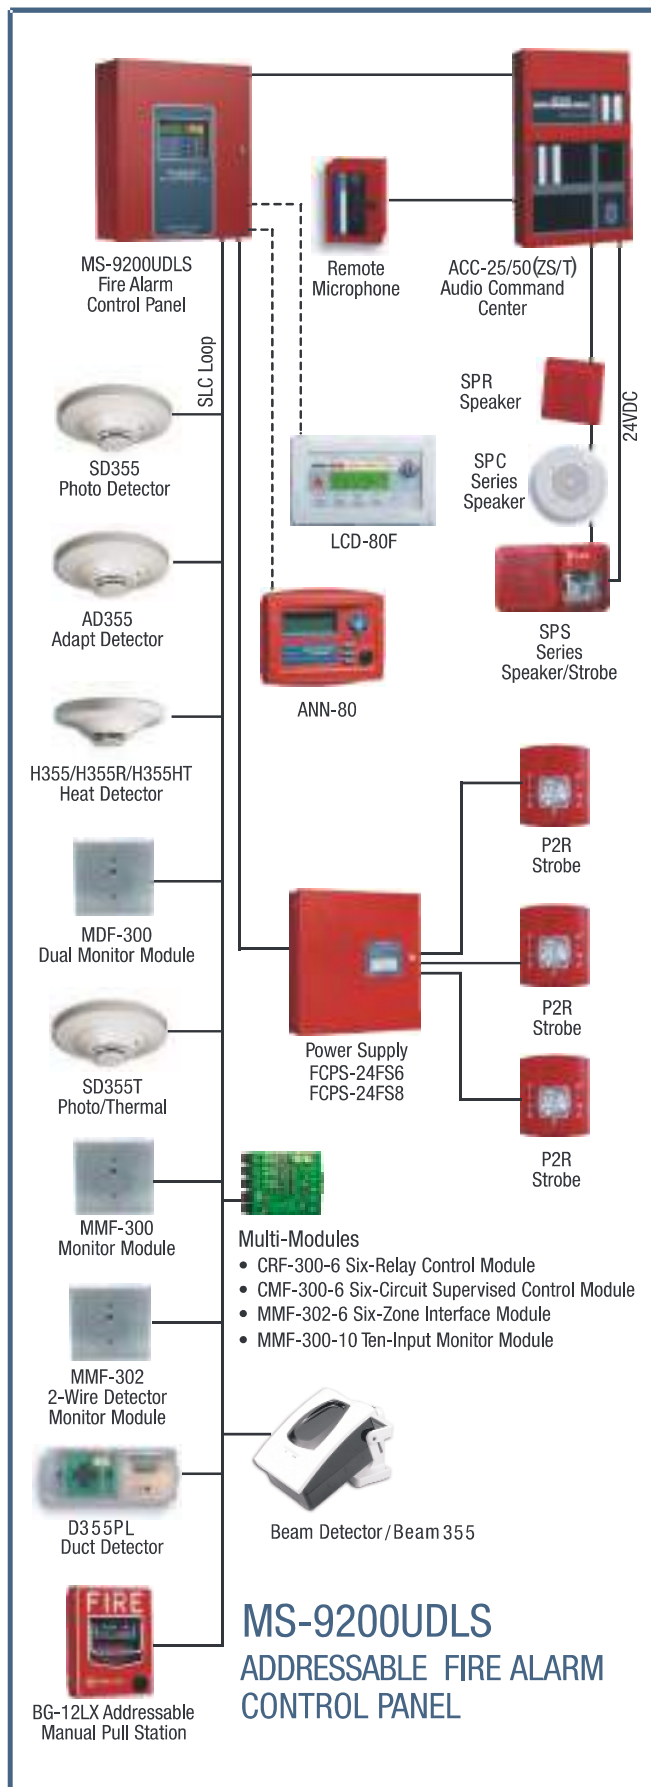 MS-9200UDLS
Fire Alarm
Control Panel
Remote
Microphone
ACC-25/50(ZS/T)
Audio Command
Center
SLC Loop
SPR
Speaker
24VDC
SD355
Photo Detector
SPC
Series
Speaker
LCD-80F
AD355
Adapt Detector
SPS
Series
Speaker/Strobe
ANN-80
H355/H355R/H355HT
Heat Detector
P2R
Strobe
MDF-300
Dual Monitor Module
P2R
Strobe
Power Supply
FCPS-24FS6
FCPS-24FS8
SD355T
Photo/Thermal
P2R
Strobe
MMF-300
Monitor Module
Multi-Modules
• CRF-300-6 Six-Relay Control Module
• CMF-300-6 Six-Circuit Supervised Control Module
• MMF-302-6 Six-Zone Interface Module
• MMF-300-10 Ten-Input Monitor Module
MMF-302
2-Wire Detector
Monitor Module
D355PL
Duct Detector
Beam Detector/Beam355
FIRE
BG-12LX Addressable
Manual Pull Station
MS-9200UDLS
ADDRESSABLE FIRE ALARM
CONTROL PANEL